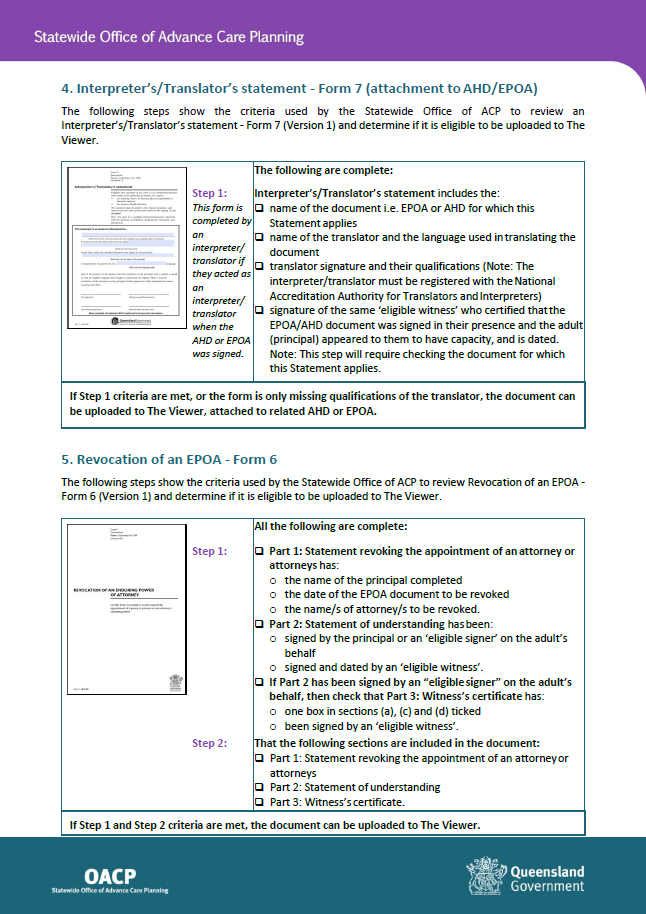 Statewide Office of Advance Care Planning
4. Interpreter's/Translator's statement - Form 7 (attachment to AHD/EPOA)
The following steps show the criteria used by the Statewide Office of ACP to review an
Interpreter's/Translator's statement - Form 7 (Version 1) and determine if it is eligible to be uploaded to The
Viewer.
Interpreter's/Translator's statement
Queensland Government
Step 1:
This form is
completed by
an
interpreter/
translator if
they acted as
an
interpreter/
translator
when the
AHD or EPOA
was signed.
The following are complete:
Interpreter's/Translator's statement includes the:
❑ name of the document i.e. EPOA or AHD for which this
Statement applies
❑ name of the translator and the language used in translating the
document
❑ translator signature and their qualifications (Note: The
interpreter/translator must be registered with the National
Accreditation Authority for Translators and Interpreters)
❑ signature of the same 'eligible witness' who certified that the
EPOA/AHD document was signed in their presence and the adult
(principal) appeared to them to have capacity, and is dated.
Note: This step will require checking the document for which
this Statement applies.
If Step 1 criteria are met, or the form is only missing qualifications of the translator, the document can
be uploaded to The Viewer, attached to related AHD or EPOA.
5. Revocation of an EPOA - Form 6
The following steps show the criteria used by the Statewide Office of ACP to review Revocation of an EPOA -
Form 6 (Version 1) and determine if it is eligible to be uploaded to The Viewer.
REVOCATION OF AN ENDURING POWER
OF ATTORNEY
Step 1:
All the following are complete:
❑ Part 1: Statement revoking the appointment of an attorney or
attorneys has:
o the name of the principal completed
o the date of the EPOA document to be revoked
o the name/s of attorney/s to be revoked.
❑ Part 2: Statement of understanding has been:
o signed by the principal or an 'eligible signer' on the adult's
behalf
o signed and dated by an 'eligible witness'.
❑ If Part 2 has been signed by an "eligible signer" on the adult's
behalf, then check that Part 3: Witness's certificate has:
o one box in sections (a), (c) and (d) ticked
o been signed by an 'eligible witness'.
Step 2:
That the following sections are included in the document:
❑ Part 1: Statement revoking the appointment of an attorney or
attorneys
❑ Part 2: Statement of understanding
❑ Part 3: Witness's certificate.
If Step 1 and Step 2 criteria are met, the document can be uploaded to The Viewer.
OACP
Statewide Office of Advance Care Planning
Queensland
Government